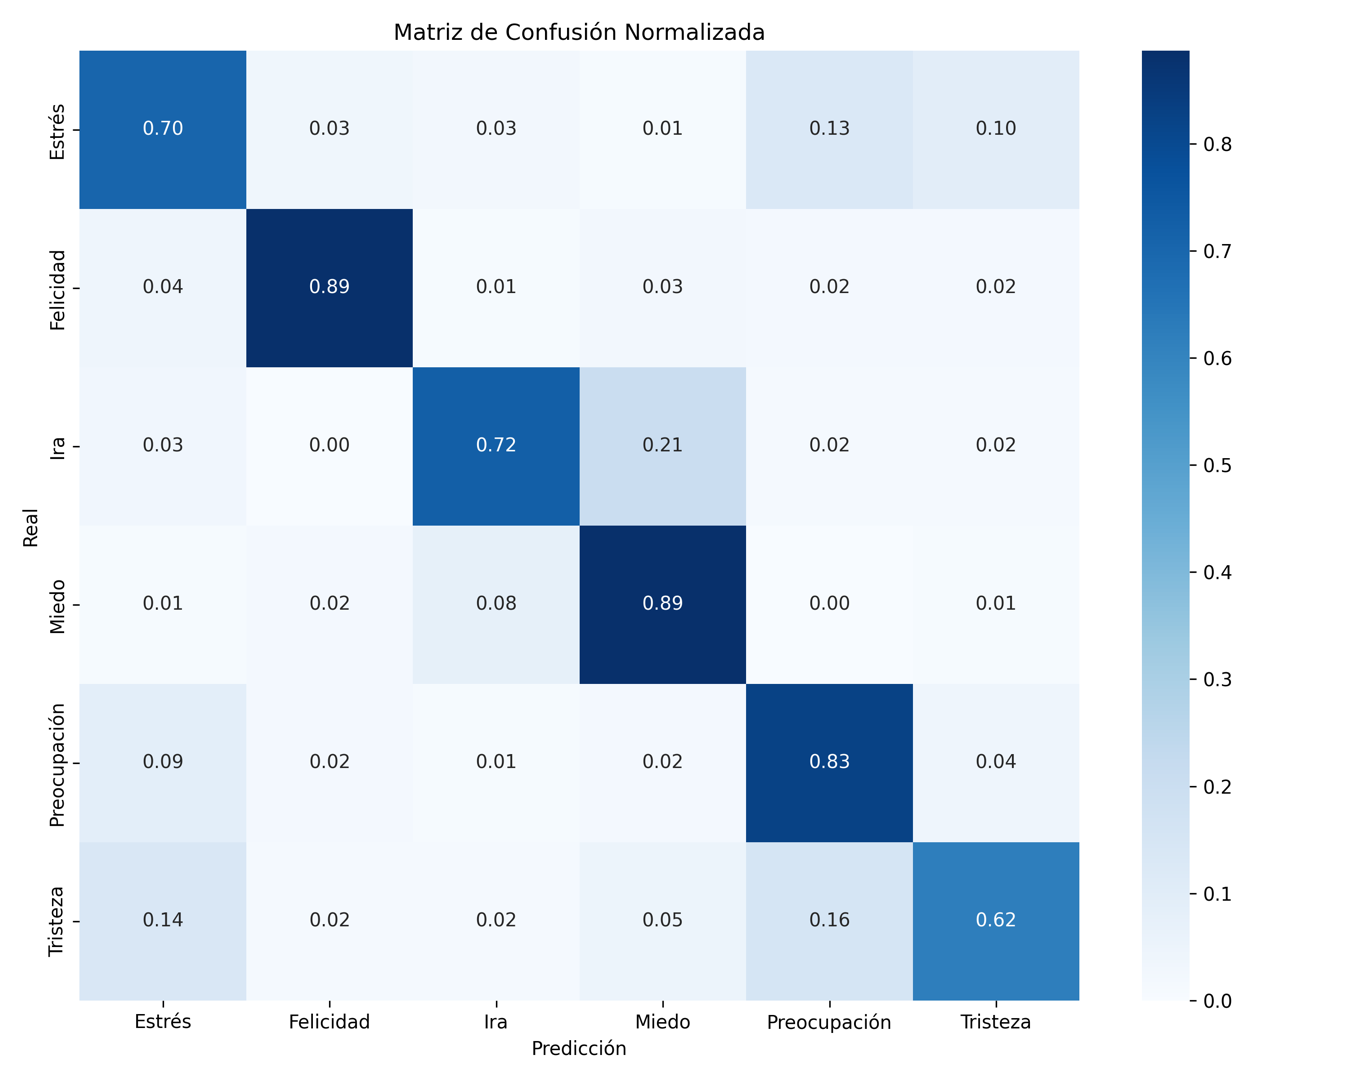 Matriz de Confusión Normalizada
Estrés 0.70 0.03 0.03 0.01 0.13 0.10
Felicidad 0.04 0.89 0.01 0.03 0.02 0.02
Ira 0.03 0.00 0.72 0.21 0.02 0.02
Miedo 0.01 0.02 0.08 0.89 0.00 0.01
Preocupación 0.09 0.02 0.01 0.02 0.83 0.04
Tristeza 0.14 0.02 0.02 0.05 0.16 0.62
Real
Estrés Felicidad Ira Miedo Preocupación Tristeza
Predicción
0.8
0.7
0.6
0.5
0.4
0.3
0.2
0.1
0.0